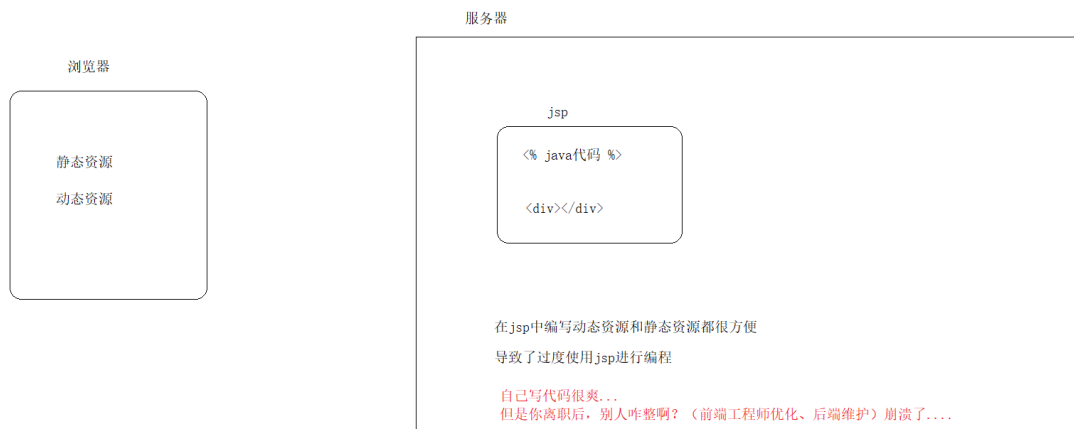 服务器
浏览器
jsp
<% java代码 %>
静态资源
动态资源
<div></div>
在jsp中编写动态资源和静态资源都很方便
导致了过度使用jsp进行编程
自己写代码很爽...
但是你离职后，别人咋整啊？（前端工程师优化、后端维护）崩溃了....